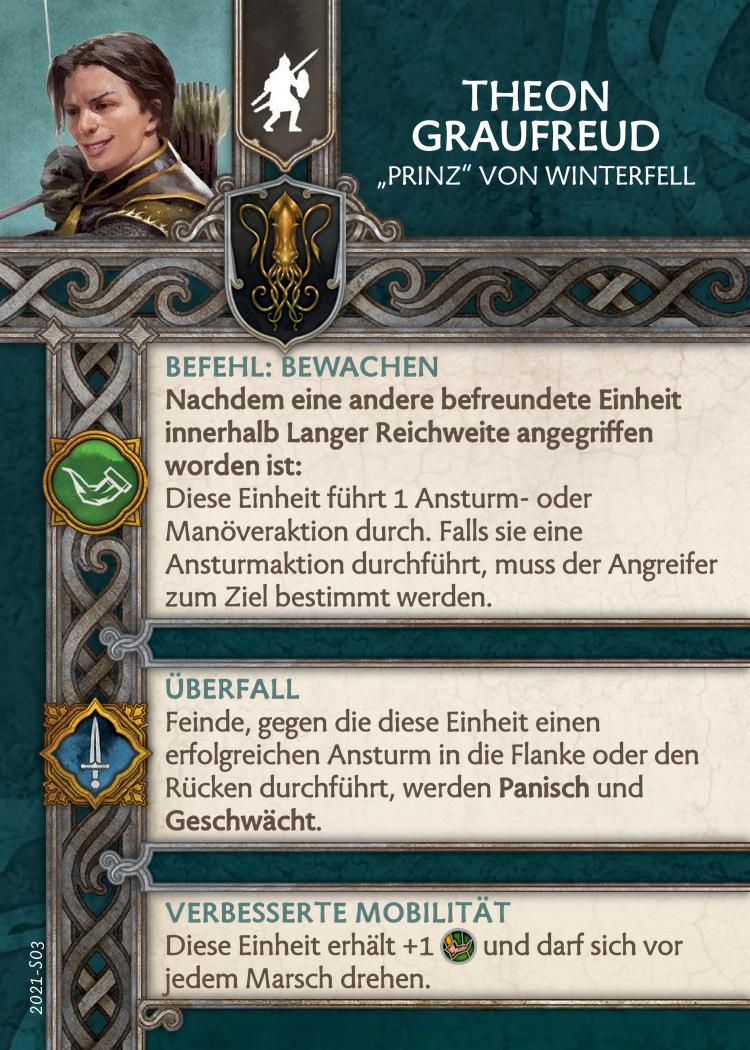 THEON
GRAUFREUD
„PRINZ“ VON WINTERFELL
BEFEHL: BEWACHEN
Nachdem eine andere befreundete Einheit
innerhalb Langer Reichweite angegriffen
worden ist:
Diese Einheit führt 1 Ansturm- oder
Manöveraktion durch. Falls sie eine
Ansturmaktion durchführt, muss der Angreifer
zum Ziel bestimmt werden.
ÜBERFALL
Feinde, gegen die diese Einheit einen
erfolgreichen Ansturm in die Flanke oder den
Rücken durchführt, werden Panisch und
Geschwächt.
VERBESSERTE MOBILITÄT
Diese Einheit erhält +1 und darf sich vor
jedem Marsch drehen.
2021-S03